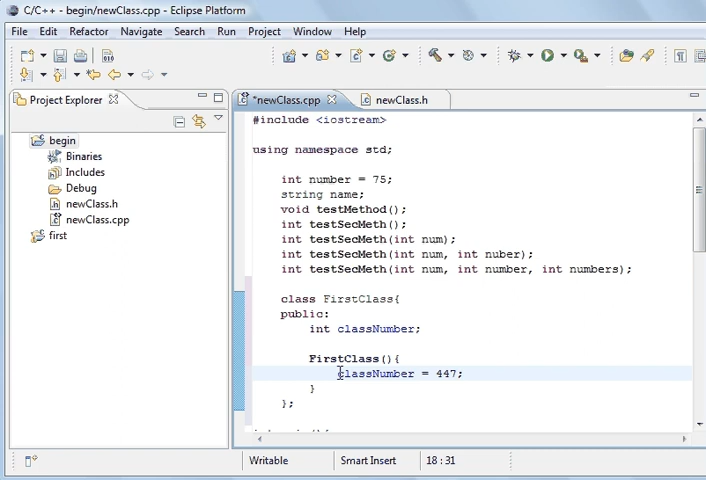 C/C++ - begin/newClass.cpp - Eclipse Platform
File Edit Refactor Navigate Search Run Project Window Help
Project Explorer
*newClass.cpp
newClass.h
begin
Binaries
Includes
Debug
newClass.h
newClass.cpp
first
#include <iostream>
using namespace std;
int number = 75;
string name;
void testMethod();
int testSecMeth();
int testSecMeth(int num);
int testSecMeth(int num, int nuber);
int testSecMeth(int num, int number, int numbers);
class FirstClass{
public:
int classNumber;
FirstClass(){
classNumber = 447;
}
};
Writable
Smart Insert
18 : 31